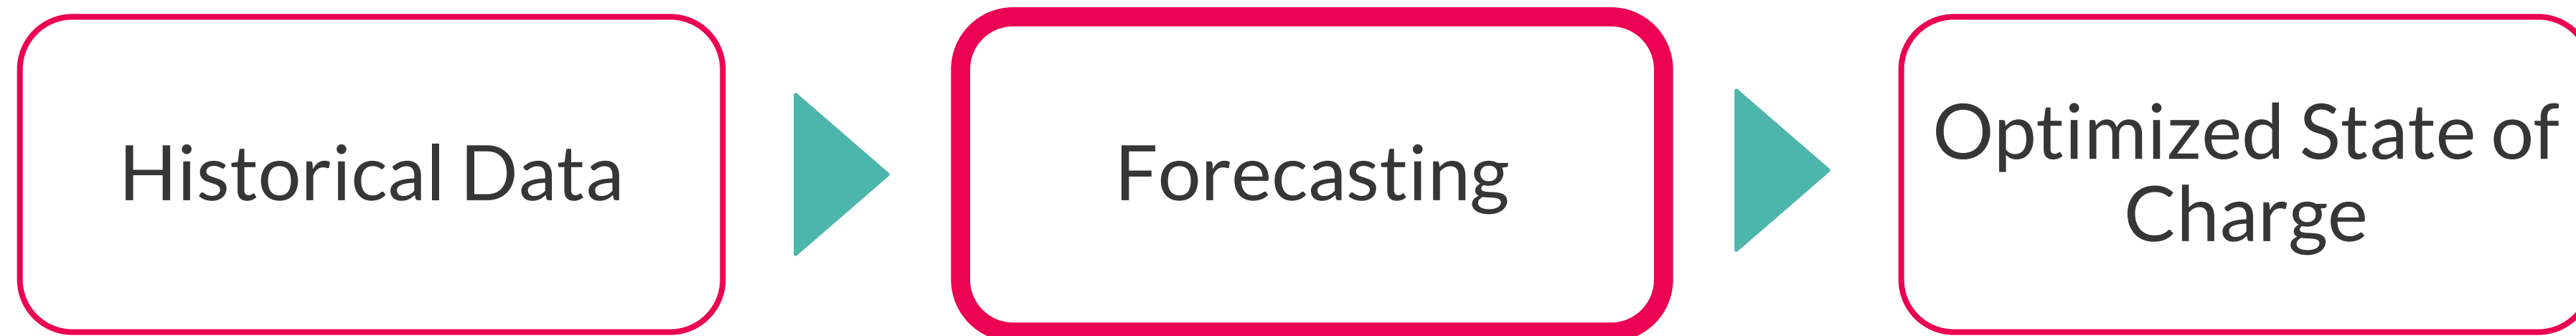 Historical Data
Forecasting
Optimized State of
Charge